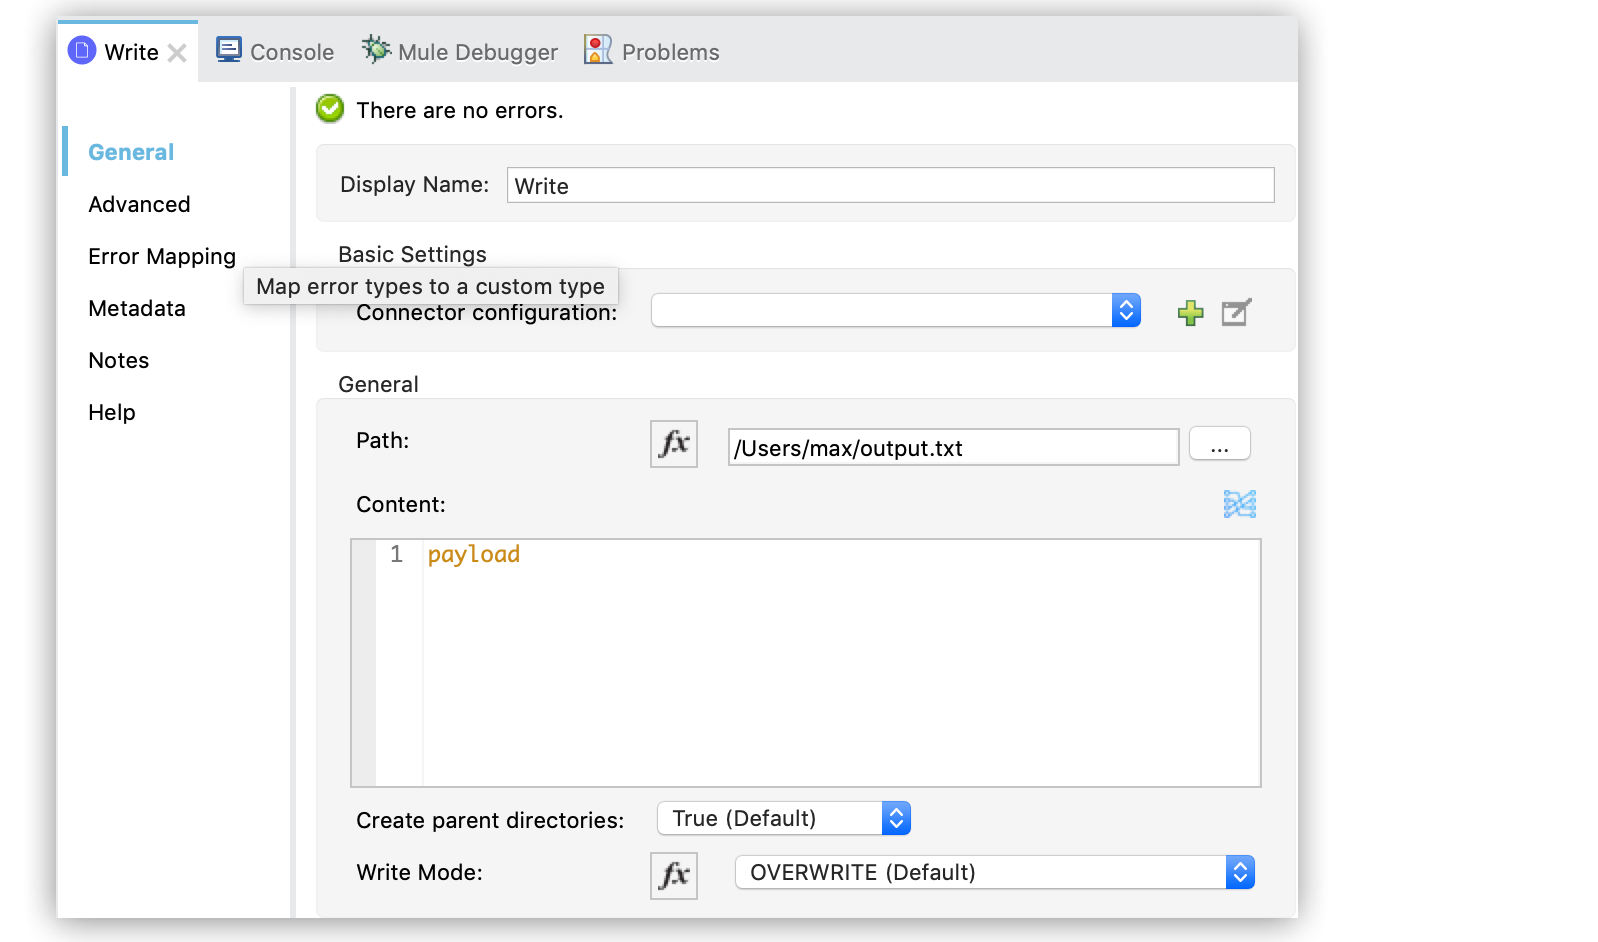 Write Console Mule Debugger Problems
There are no errors.
General
Advanced
Error Mapping
Metadata
Notes
Help
Display Name: Write
Basic Settings
Map error types to a custom type
Connector configuration:
General
Path: fx /Users/max/output.txt ...
Content:
1 payload
Create parent directories: True (Default)
Write Mode: fx OVERWRITE (Default)